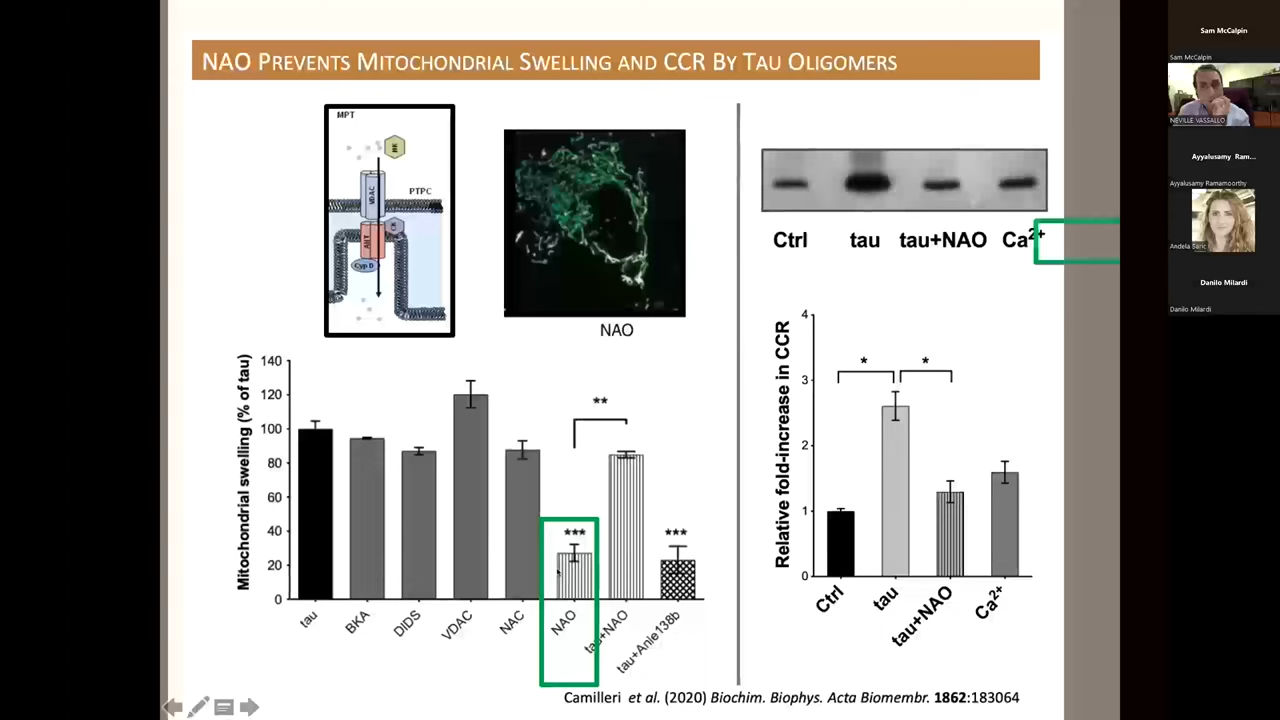 NAO PREVENTS MITOCHONDRIAL SWELLING AND CCR BY TAU OLIGOMERS
MPT
HK
VDAC
PTPC
CK
ANT
Cyp D
NAO
Ctrl tau tau+NAO Ca2+
Mitochondrial swelling (% of tau)
140
120
100
80
60
40
20
0
**
***
***
tau
BKA
DIDS
VDAC
NAC
NAO
tau+NAO
tau+Anle138b
Relative fold-increase in CCR
4
3
2
1
0
*
*
Ctrl
tau
tau+NAO
Ca2+
Camilleri et al. (2020) Biochim. Biophys. Acta Biomembr. 1862:183064
Sam McCalpin
Sam McCalpin
NEVILLE VASSALLO
Ayyalusamy Ram...
Ayyalusamy Ramamoorthy
Andela Saric
Danilo Milardi
Danilo Milardi